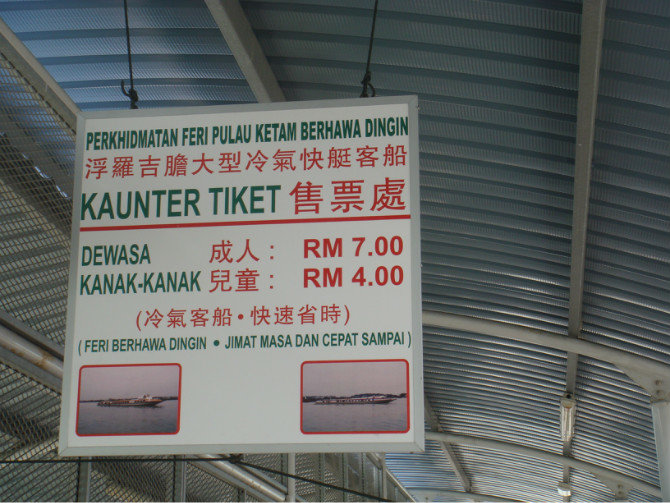 PERKHIDMATAN FERI PULAU KETAM BERHAWA DINGIN
浮羅吉膽大型冷氣快艇客船
KAUNTER TIKET 售票處
DEWASA 成人: RM 7.00
KANAK-KANAK 兒童: RM 4.00
(冷氣客船•快速省時)
( FERI BERHAWA DINGIN ● JIMAT MASA DAN CEPAT SAMPAI )